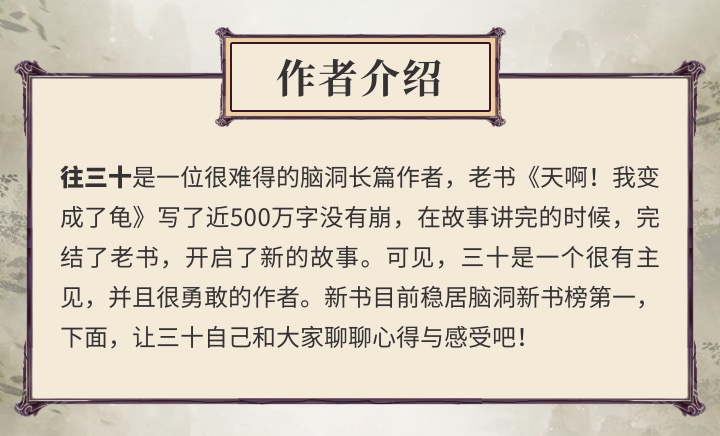 作者介绍
往三十是一位很难得的脑洞长篇作者，老书《天啊！我变
成了龟》写了近500万字没有崩，在故事讲完的时候，完
结了老书，开启了新的故事。可见，三十是一个很有主
见，并且很勇敢的作者。新书目前稳居脑洞新书榜第一，
下面，让三十自己和大家聊聊心得与感受吧！